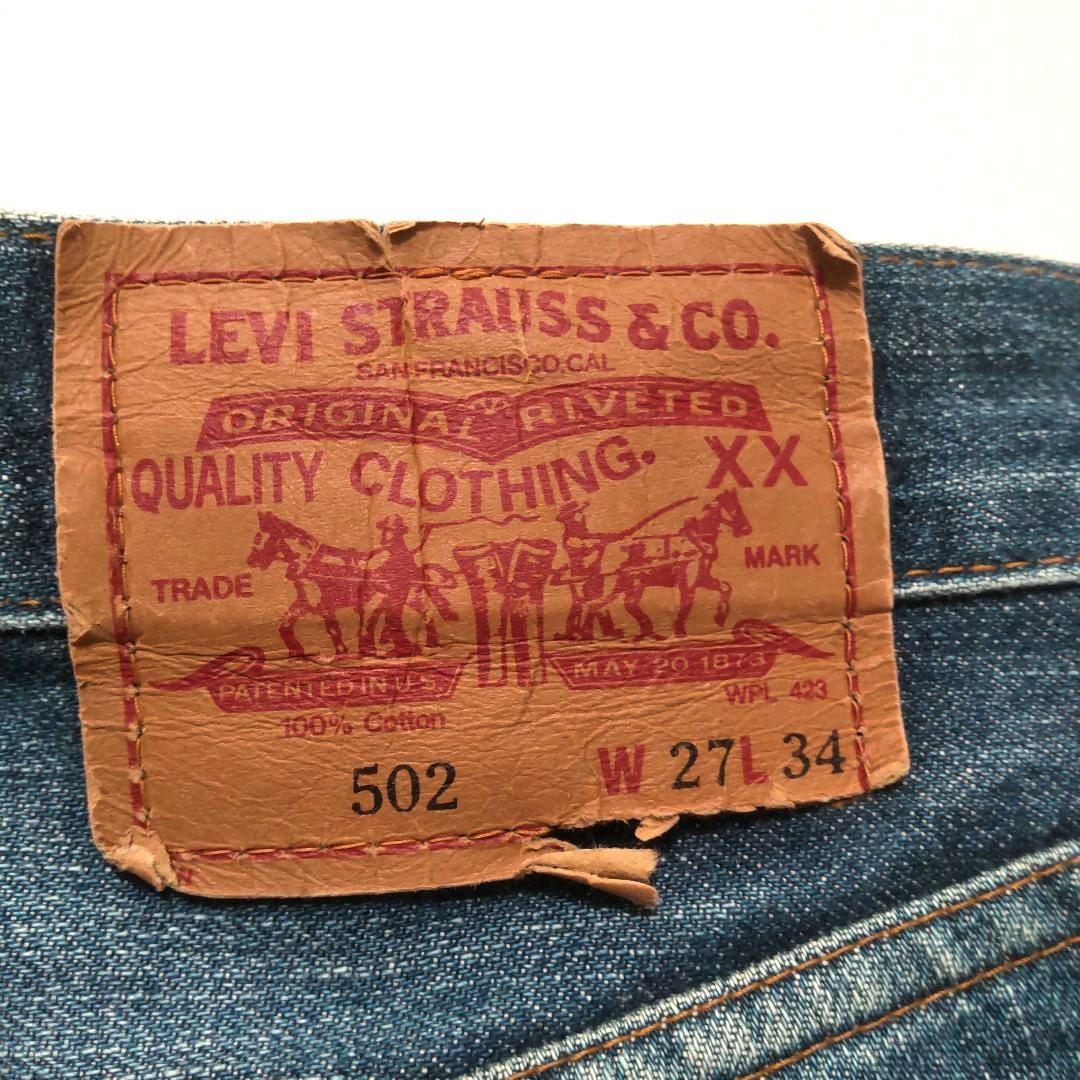 LEVI STRAUSS & CO.
SAN FRANCISCO, CAL
ORIGINAL RIVETED
QUALITY CLOTHING. XX
TRADE MARK
PATENTED IN U.S. MAY 20 1873
WPL 423
100% Cotton
502 W 27 L 34